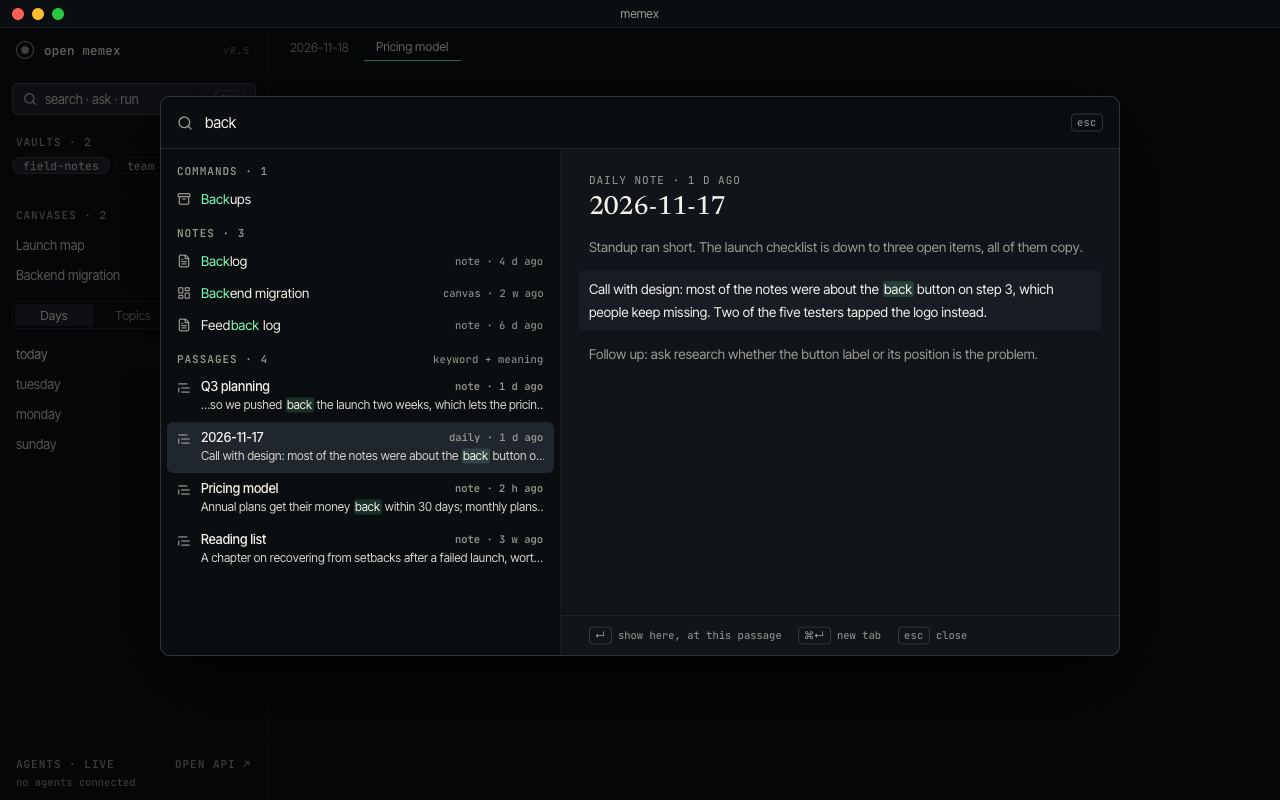 memex
open memex v0.5
2026-11-18 Pricing model
search · ask · run
VAULTS · 2
field-notes team
CANVASES · 2
Launch map
Backend migration
Days Topics
today
tuesday
monday
sunday
AGENTS · LIVE OPEN API ↗
no agents connected
back esc
COMMANDS · 1
Backups
NOTES · 3
Backlog note · 4 d ago
Backend migration canvas · 2 w ago
Feedback log note · 6 d ago
PASSAGES · 4 keyword + meaning
Q3 planning note · 1 d ago
…so we pushed back the launch two weeks, which lets the pricin..
2026-11-17 daily · 1 d ago
Call with design: most of the notes were about the back button o…
Pricing model note · 2 h ago
Annual plans get their money back within 30 days; monthly plans..
Reading list note · 3 w ago
A chapter on recovering from setbacks after a failed launch, wort…
DAILY NOTE · 1 D AGO
2026-11-17
Standup ran short. The launch checklist is down to three open items, all of them copy.
Call with design: most of the notes were about the back button on step 3, which
people keep missing. Two of the five testers tapped the logo instead.
Follow up: ask research whether the button label or its position is the problem.
↵ show here, at this passage ⌘↵ new tab esc close